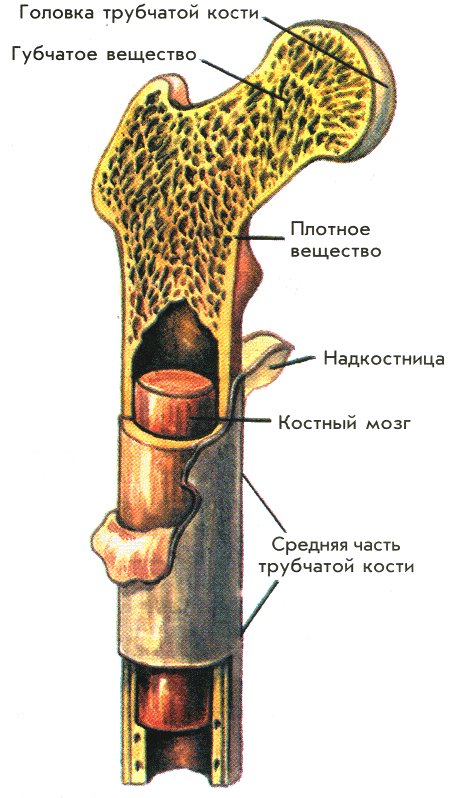 Головка трубчатой кости
Губчатое вещество
Плотное
вещество
Надкостница
Костный мозг
Средняя часть
трубчатой кости